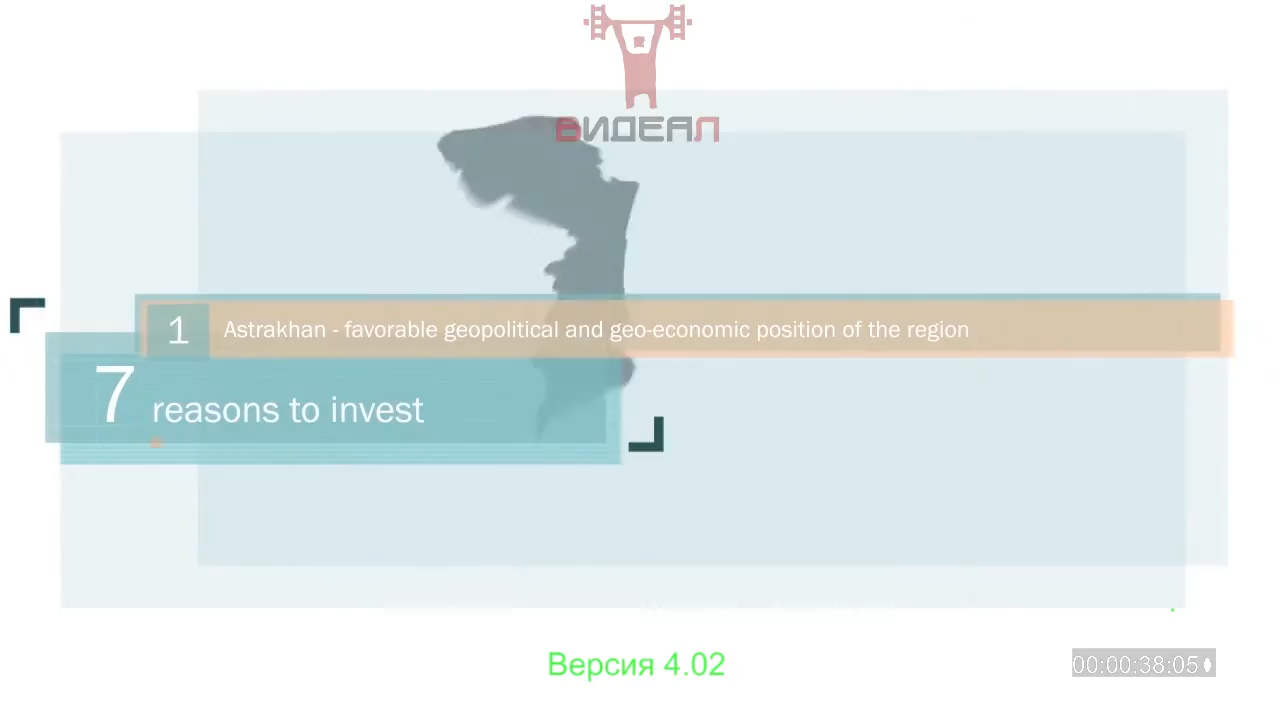 ВИДЕАЛ
1 Astrakhan - favorable geopolitical and geo-economic position of the region
7 reasons to invest
Версия 4.02
00:00:38:05